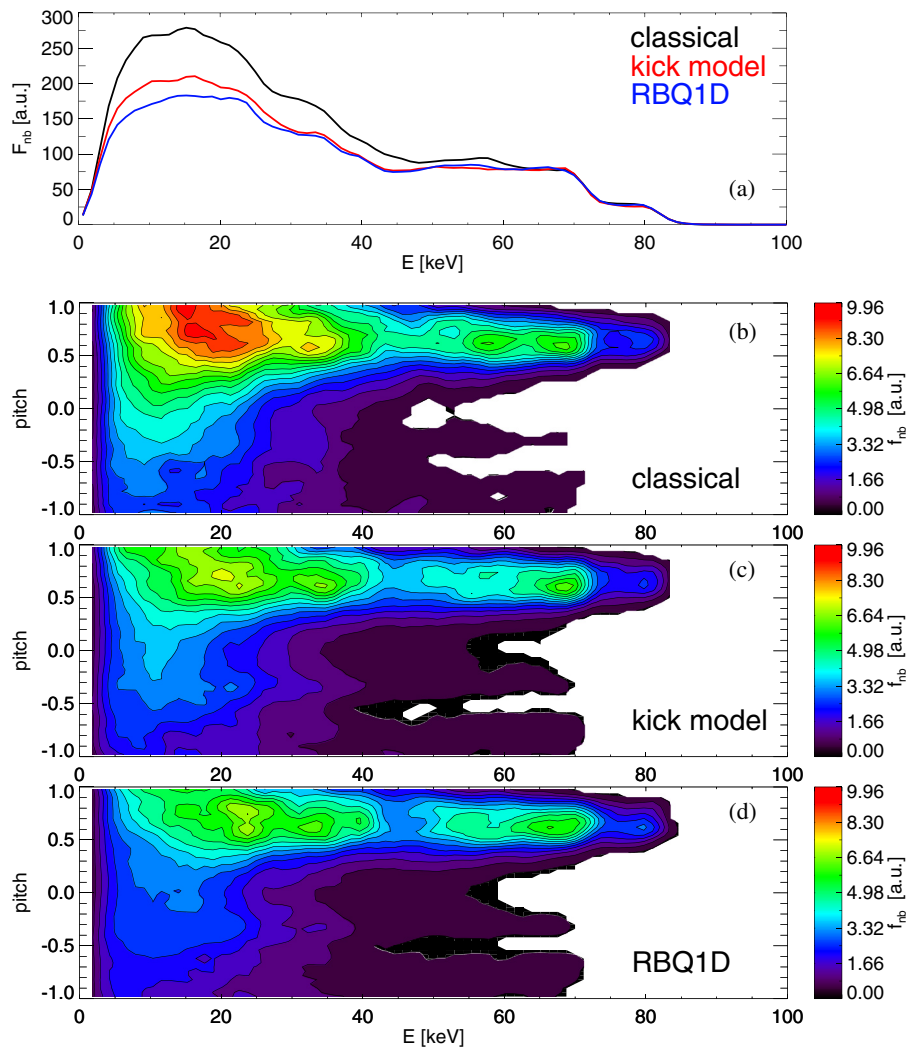 300
250
200
150
100
50
0
F_nb [a.u.]
classical
kick model
RBQ1D
(a)
0 20 40 60 80 100
E [keV]
1.0
0.5
0.0
-0.5
-1.0
pitch
(b)
classical
9.96
8.30
6.64
4.98
3.32
1.66
0.00
f_nb [a.u.]
0 20 40 60 80 100
1.0
0.5
0.0
-0.5
-1.0
pitch
(c)
kick model
9.96
8.30
6.64
4.98
3.32
1.66
0.00
f_nb [a.u.]
0 20 40 60 80 100
1.0
0.5
0.0
-0.5
-1.0
pitch
(d)
RBQ1D
9.96
8.30
6.64
4.98
3.32
1.66
0.00
f_nb [a.u.]
0 20 40 60 80 100
E [keV]